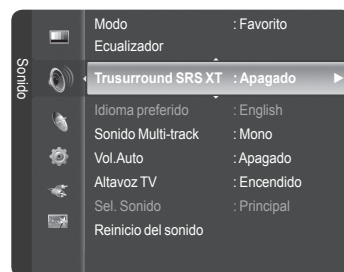 Sonido
Modo : Favorito
Ecualizador
Trusurround SRS XT : Apagado
Idioma preferido : English
Sonido Multi-track : Mono
Vol.Auto : Apagado
Altavoz TV : Encendido
Sel. Sonido : Principal
Reinicio del sonido